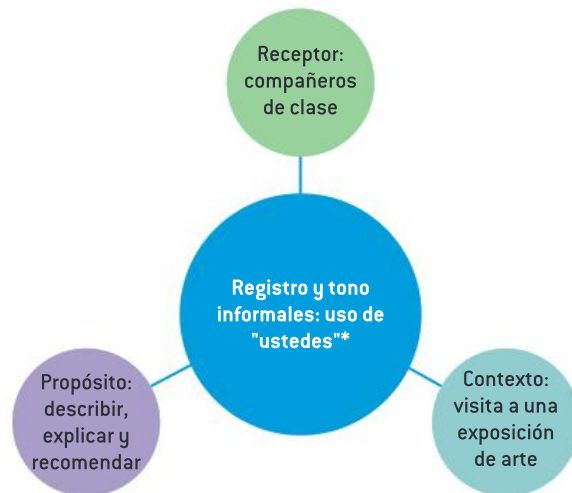 Receptor:
compañeros
de clase
Registro y tono
informales: uso de
"ustedes"*
Propósito:
describir,
explicar y
recomendar
Contexto:
visita a una
exposición
de arte